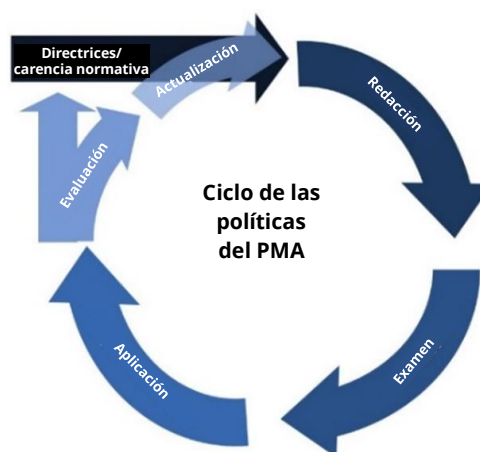 Directrices/
carencia normativa
Actualización
Redacción
Evaluación
Ciclo de las
políticas
del PMA
Aplicación
Examen